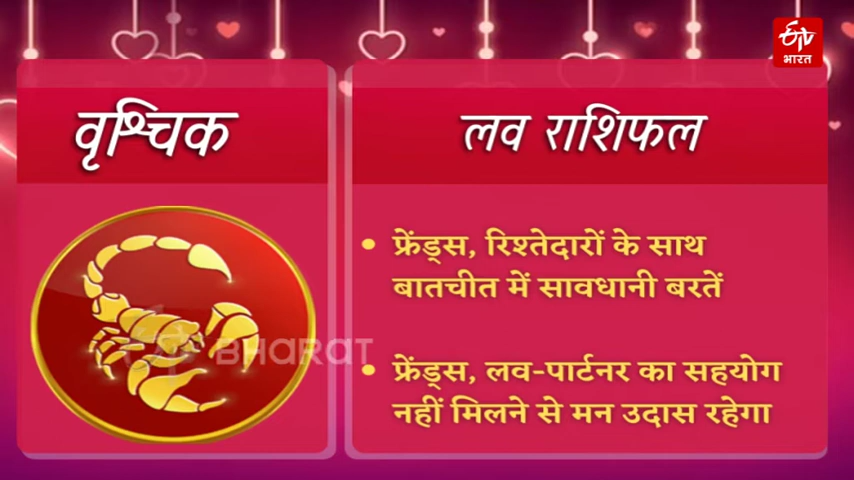 ETV
भारत
वृश्चिक
लव राशिफल
• फ्रेंड्स, रिश्तेदारों के साथ
बातचीत में सावधानी बरतें
BHARAT
• फ्रेंड्स, लव-पार्टनर का सहयोग
नहीं मिलने से मन उदास रहेगा